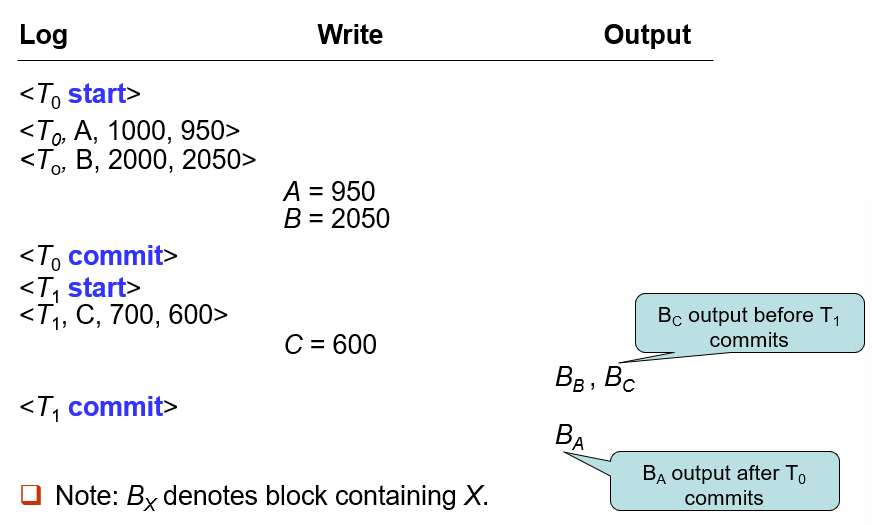 Log Write Output
<T0 start>
<T0, A, 1000, 950>
<To, B, 2000, 2050>
A = 950
B = 2050
<T0 commit>
<T1 start>
<T1, C, 700, 600>
BC output before T1
commits
C = 600
BB , BC
<T1 commit>
BA
BA output after T0
commits
Note: BX denotes block containing X.